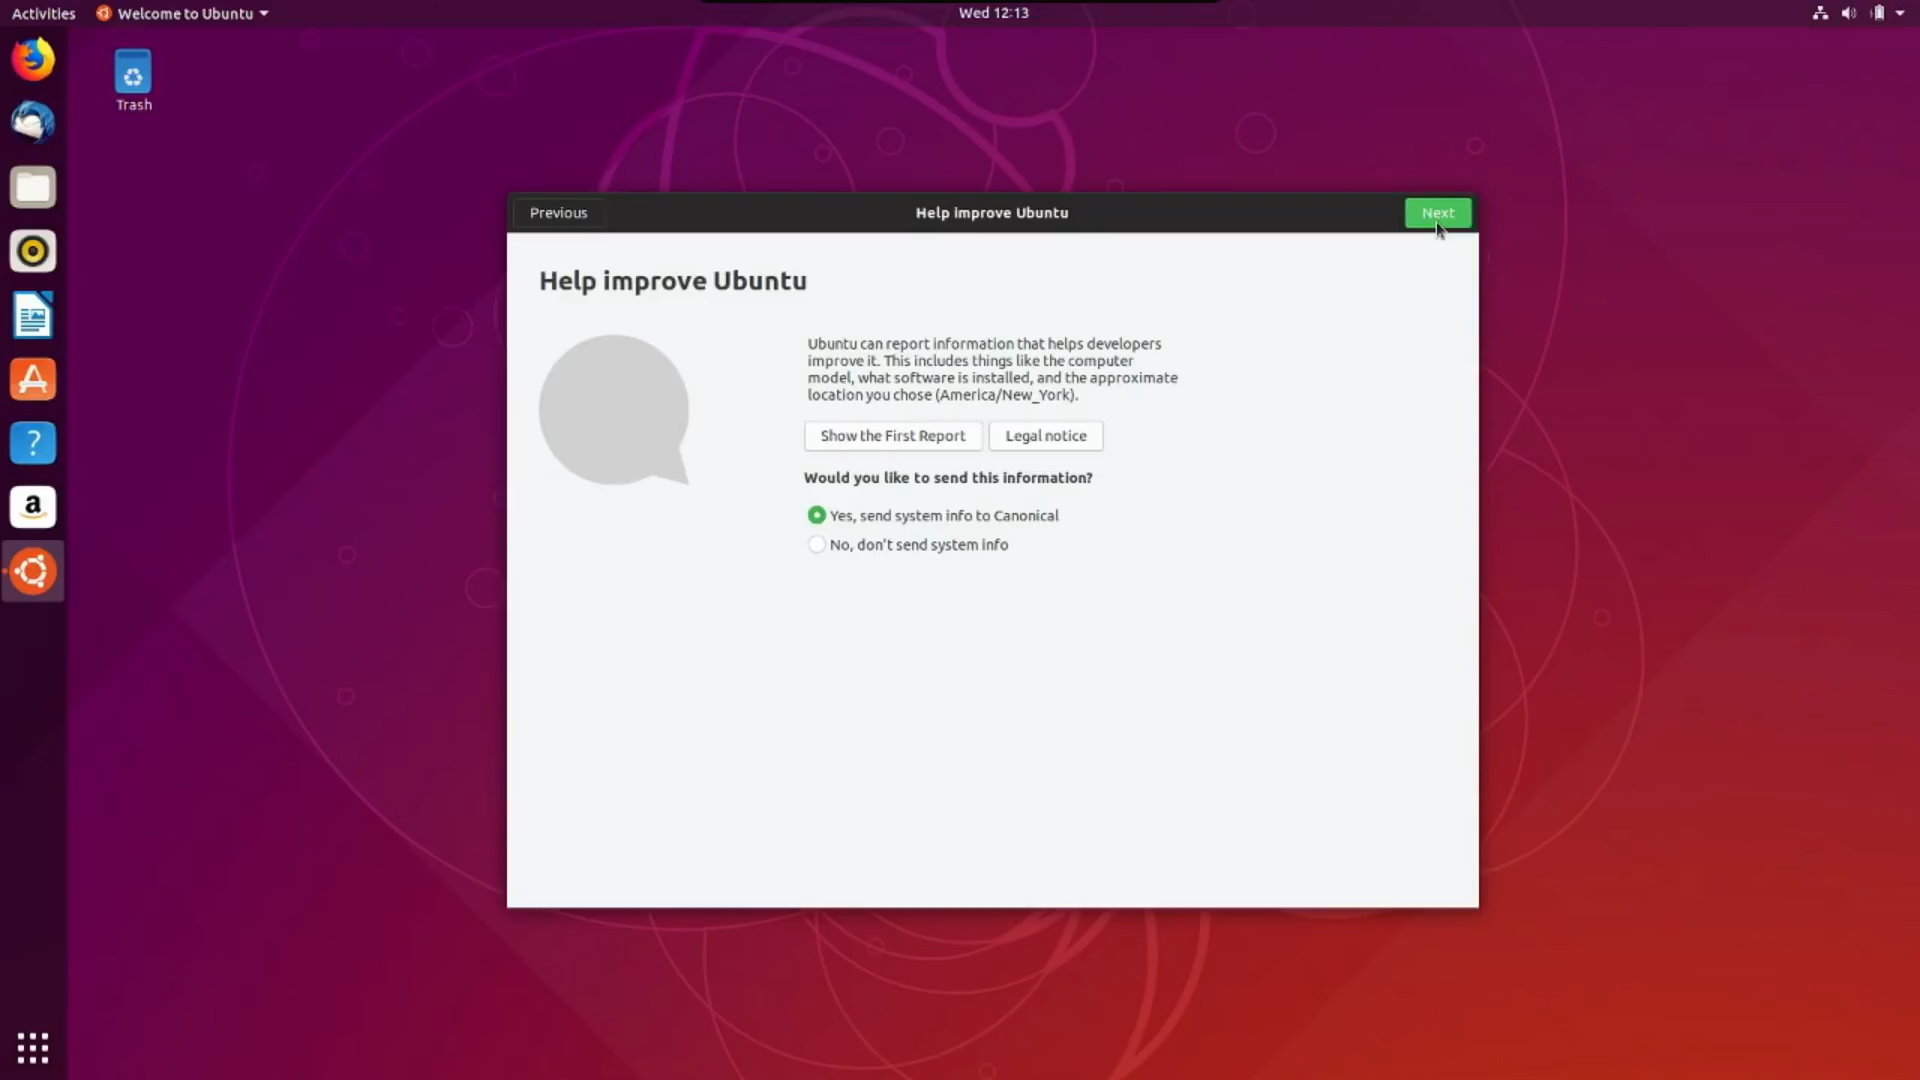 Activities
Welcome to Ubuntu
Wed 12:13
Trash
Previous
Help improve Ubuntu
Next
Help improve Ubuntu
Ubuntu can report information that helps developers
improve it. This includes things like the computer
model, what software is installed, and the approximate
location you chose (America/New_York).
Show the First Report
Legal notice
Would you like to send this information?
Yes, send system info to Canonical
No, don't send system info
?
a